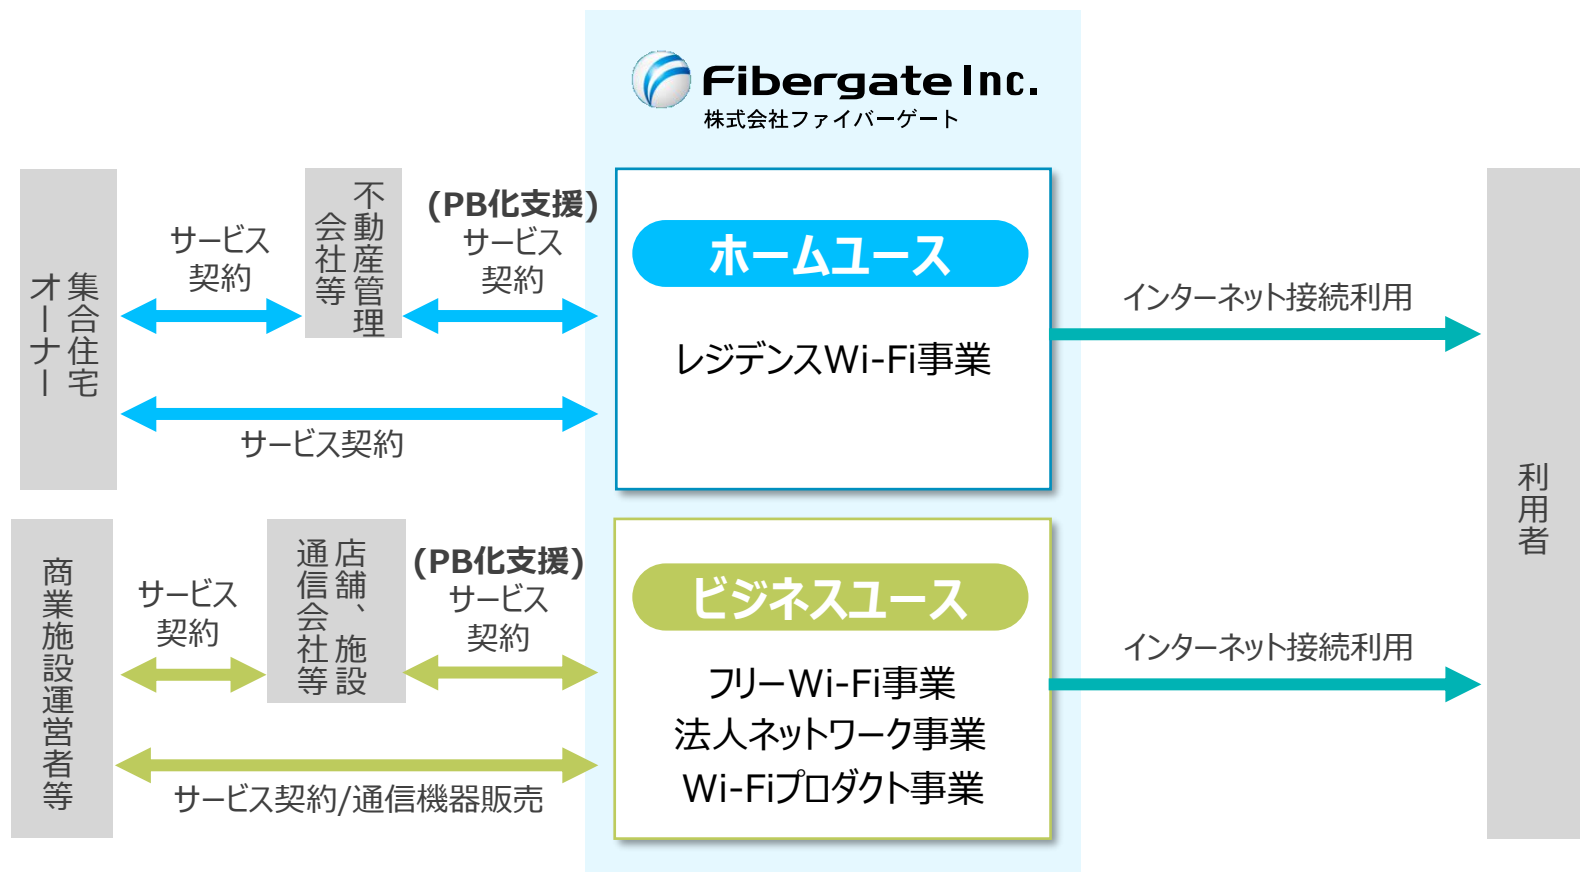 Fibergate Inc.
株式会社ファイバーゲート
集合住宅
オーナー
サービス
契約
不動産管理
会社等
(PB化支援)
サービス
契約
サービス契約
ホームユース
レジデンスWi-Fi事業
インターネット接続利用
利用者
商業施設運営者等
サービス
契約
店舗、施設
通信会社等
(PB化支援)
サービス
契約
サービス契約/通信機器販売
ビジネスユース
フリーWi-Fi事業
法人ネットワーク事業
Wi-Fiプロダクト事業
インターネット接続利用